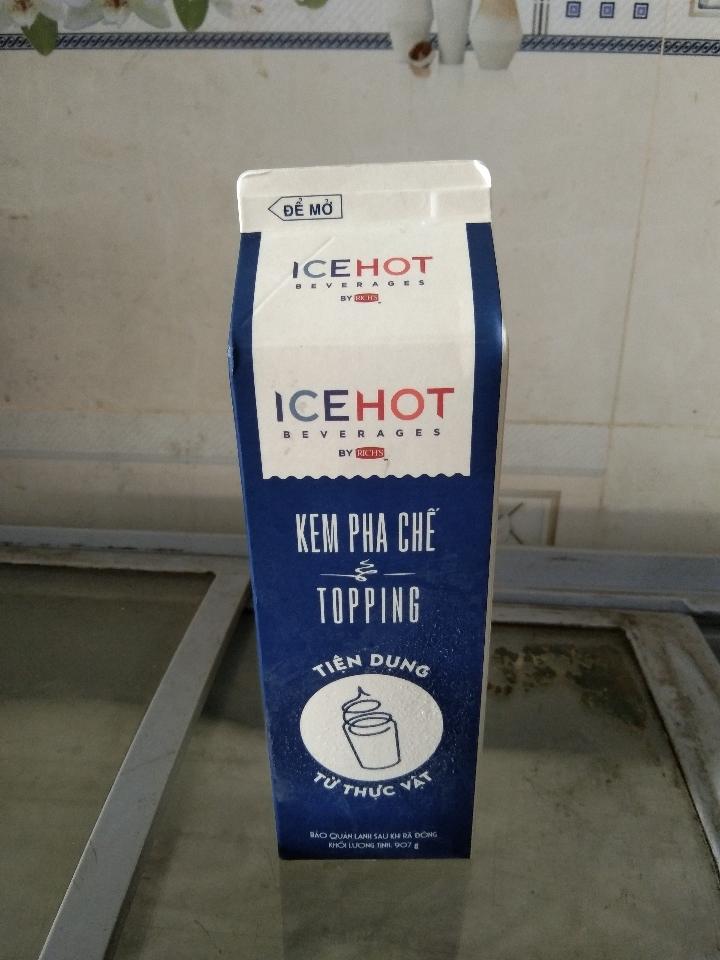 ĐỂ MỞ
ICEHOT
BEVERAGES
BY RICH'S
ICEHOT
BEVERAGES
BY RICH'S
KEM PHA CHẾ
&
TOPPING
TIỆN DỤNG
TỪ THỰC VẬT
BẢO QUẢN LẠNH SAU KHI RÃ ĐÔNG
KHỐI LƯỢNG TỊNH: 907 g